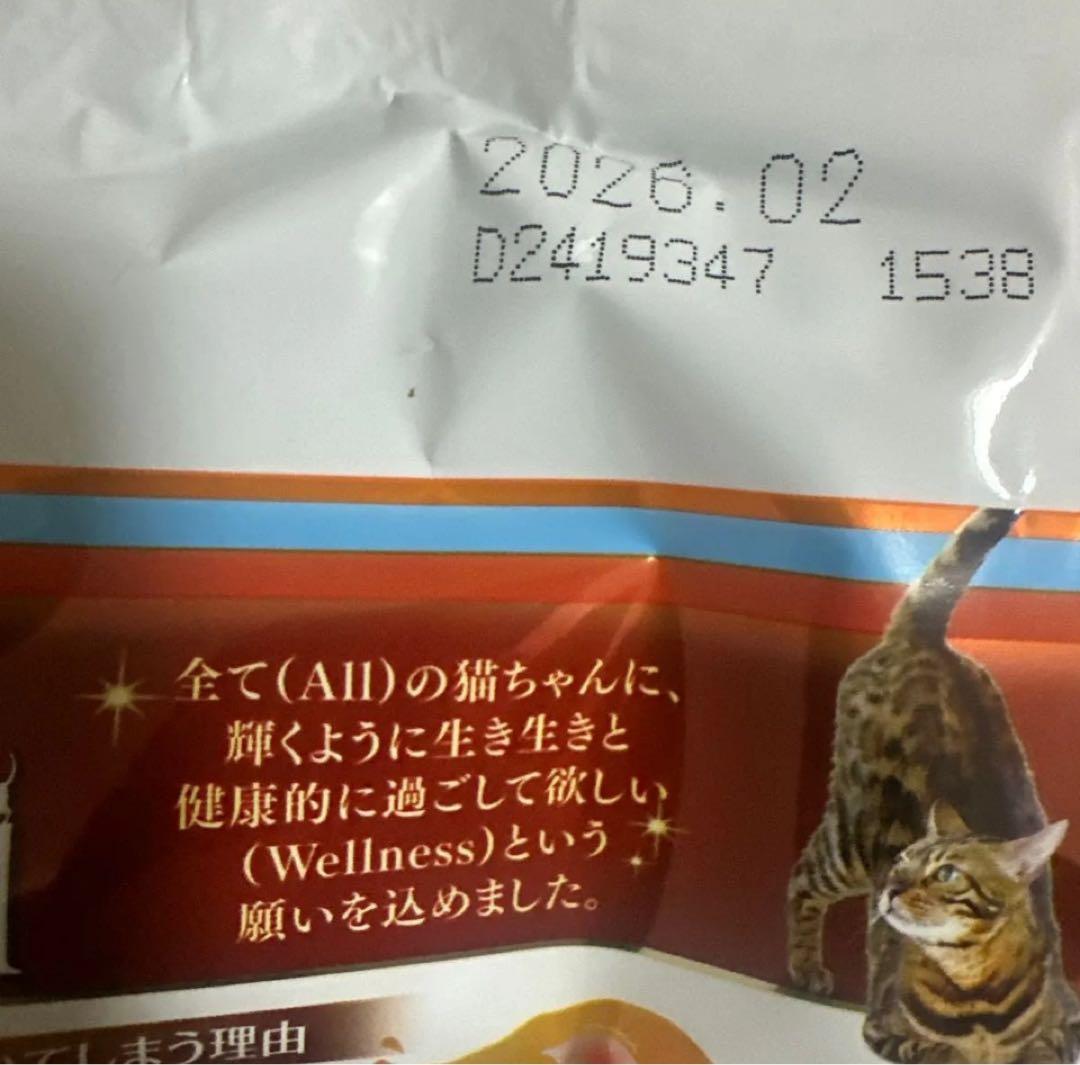 2026.02
D2419347 1538
全て(All)の猫ちゃんに、
輝くように生き生きと
健康的に過ごして欲しい
(Wellness)という
願いを込めました。
てしまう理由